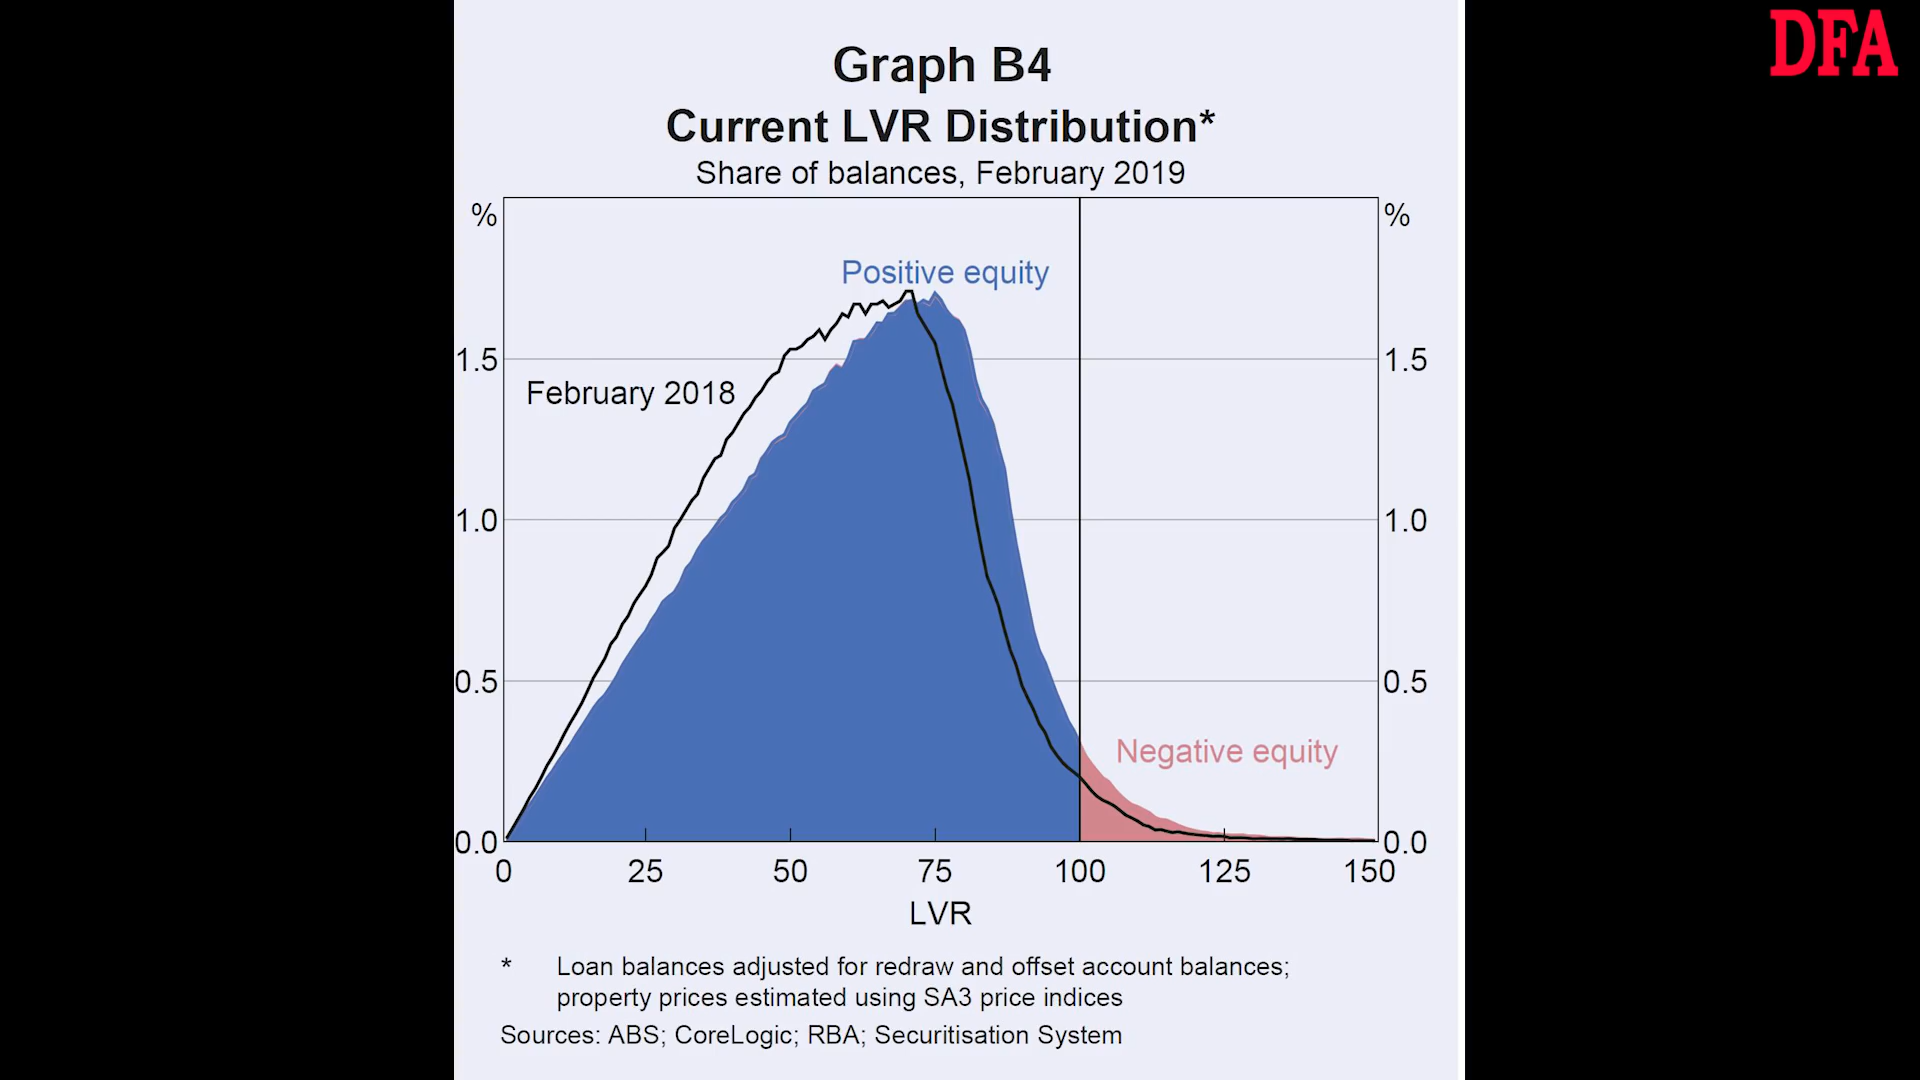 DFA
Graph B4
Current LVR Distribution*
Share of balances, February 2019
% %
Positive equity
1.5 1.5
February 2018
1.0 1.0
0.5 0.5
Negative equity
0.0 0.0
0 25 50 75 100 125 150
LVR
* Loan balances adjusted for redraw and offset account balances;
property prices estimated using SA3 price indices
Sources: ABS; CoreLogic; RBA; Securitisation System